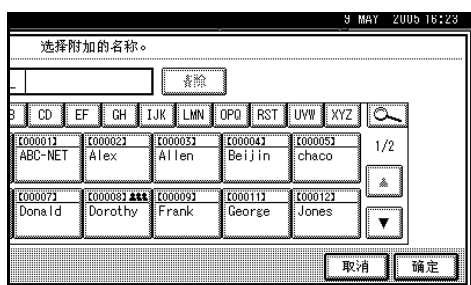 9 MAY 2005 16:23
选择附加的名称。
清除
CD EF GH IJK LMN OPQ RST UVW XYZ
[00001] [00002] [00003] [00004] [00005] 1/2
ABC-NET Alex Allen Beijin chaco
[00007] [00008] [00009] [00011] [00012]
Donald Dorothy Frank George Jones
取消 确定